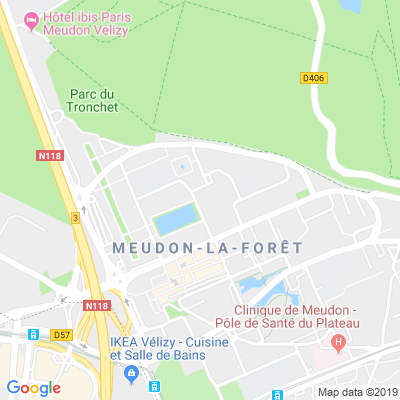 Hôtel ibis Paris
Meudon Velizy
D406
Parc du
Tronchet
N118
3
MEUDON-LA-FORÊT
N118
Clinique de Meudon -
Pôle de Santé du Plateau
D57
IKEA Vélizy - Cuisine
et Salle de Bains
H
Google
Map data ©2019